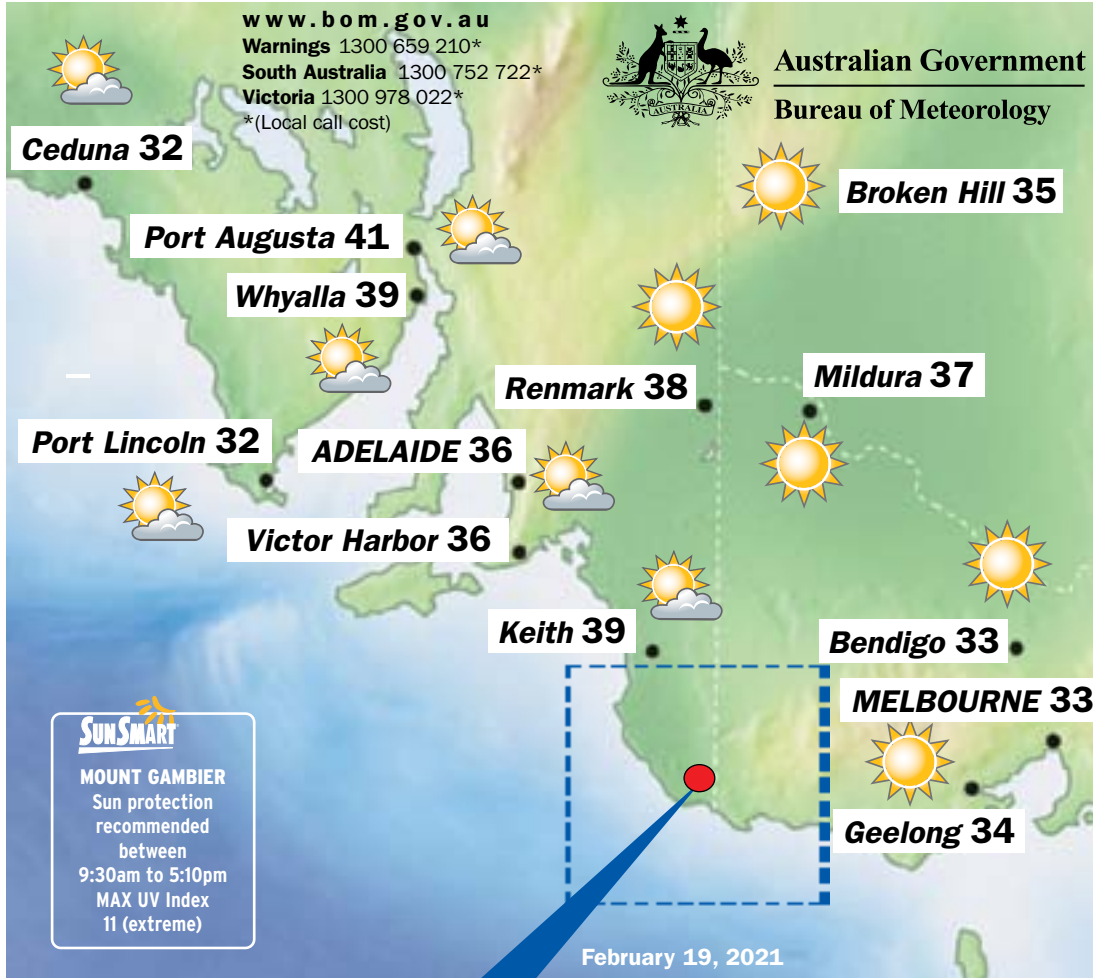 www.bom.gov.au
Warnings 1300 659 210*
South Australia 1300 752 722*
Victoria 1300 978 022*
*(Local call cost)
AUSTRALIA
Australian Government
Bureau of Meteorology
Ceduna 32
Broken Hill 35
Port Augusta 41
Whyalla 39
Renmark 38
Mildura 37
Port Lincoln 32
ADELAIDE 36
Victor Harbor 36
Keith 39
Bendigo 33
MELBOURNE 33
Geelong 34
SUNSMART
MOUNT GAMBIER
Sun protection
recommended
between
9:30am to 5:10pm
MAX UV Index
11 (extreme)
February 19, 2021